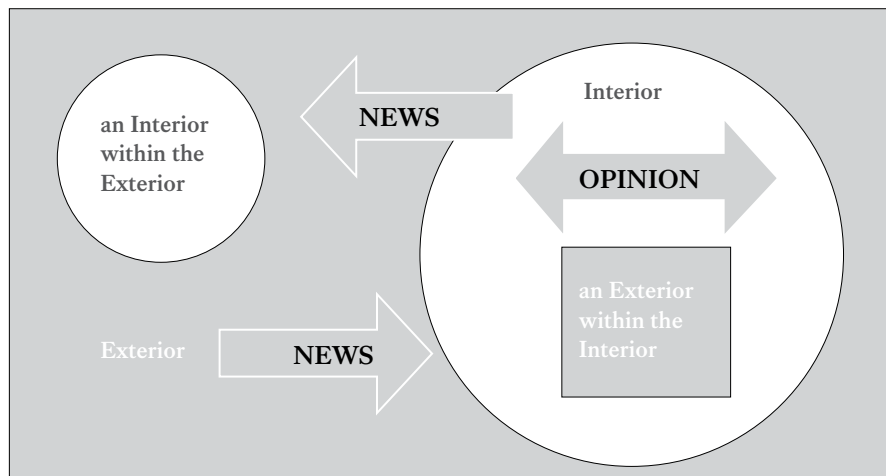 an Interior
within the
Exterior
NEWS
Interior
OPINION
an Exterior
within the
Interior
Exterior
NEWS